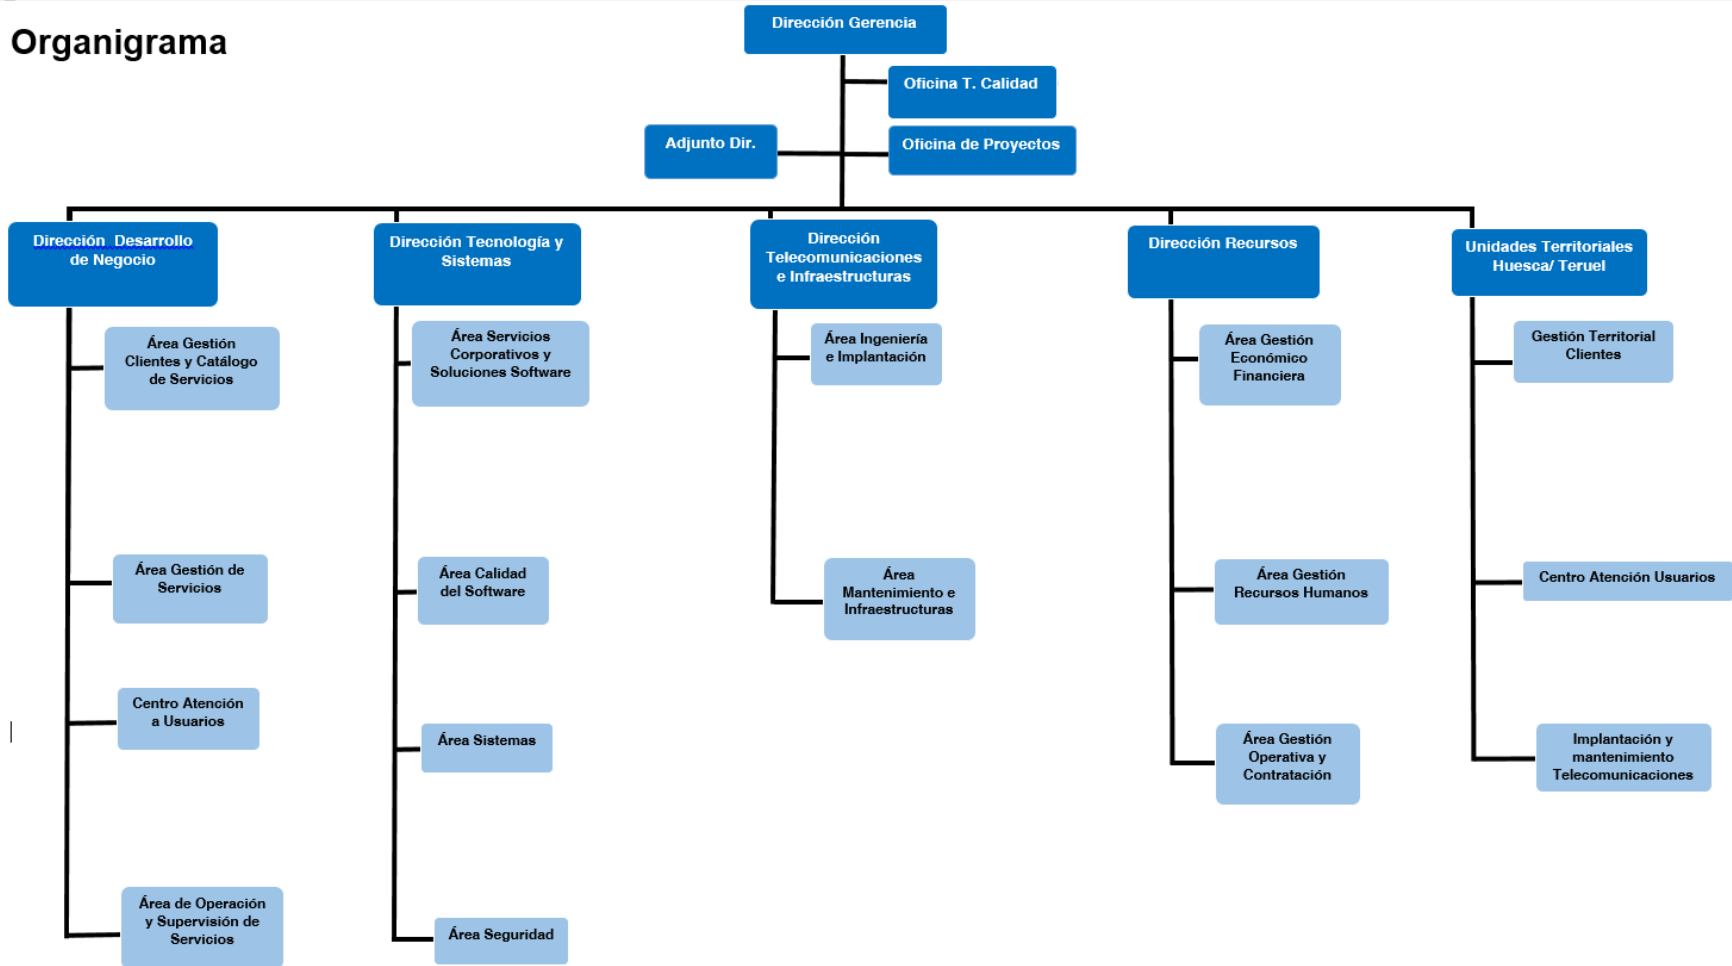 Organigrama
Dirección Gerencia
Oficina T. Calidad
Adjunto Dir.
Oficina de Proyectos
Dirección  Desarrollo
de Negocio
Área Gestión
Clientes y Catálogo
de Servicios
Área Gestión de
Servicios
Centro Atención
a Usuarios
Área de Operación
y Supervisión de
Servicios
Dirección Tecnología y
Sistemas
Área Servicios
Corporativos y
Soluciones Software
Área Calidad
del Software
Área Sistemas
Área Seguridad
Dirección
Telecomunicaciones
e Infraestructuras
Área Ingeniería
e Implantación
Área
Mantenimiento e
Infraestructuras
Dirección Recursos
Área Gestión
Económico
Financiera
Área Gestión
Recursos Humanos
Área Gestión
Operativa y
Contratación
Unidades Territoriales
Huesca/ Teruel
Gestión Territorial
Clientes
Centro Atención Usuarios
Implantación y
mantenimiento
Telecomunicaciones